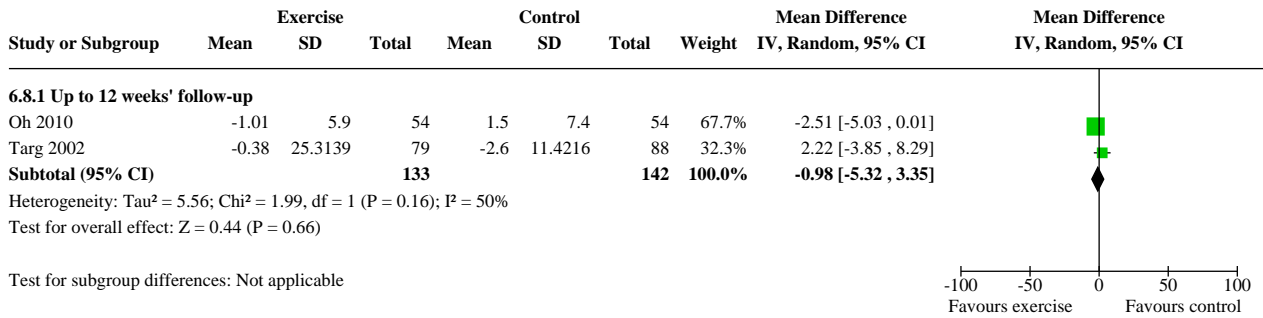 Exercise Control Mean Difference Mean Difference
Study or Subgroup Mean SD Total Mean SD Total Weight IV, Random, 95% CI IV, Random, 95% CI
6.8.1 Up to 12 weeks' follow-up
Oh 2010 -1.01 5.9 54 1.5 7.4 54 67.7% -2.51 [-5.03 , 0.01]
Targ 2002 -0.38 25.3139 79 -2.6 11.4216 88 32.3% 2.22 [-3.85 , 8.29]
Subtotal (95% CI) 133 142 100.0% -0.98 [-5.32 , 3.35]
Heterogeneity: Tau² = 5.56; Chi² = 1.99, df = 1 (P = 0.16); I² = 50%
Test for overall effect: Z = 0.44 (P = 0.66)
Test for subgroup differences: Not applicable
-100 -50 0 50 100
Favours exercise Favours control